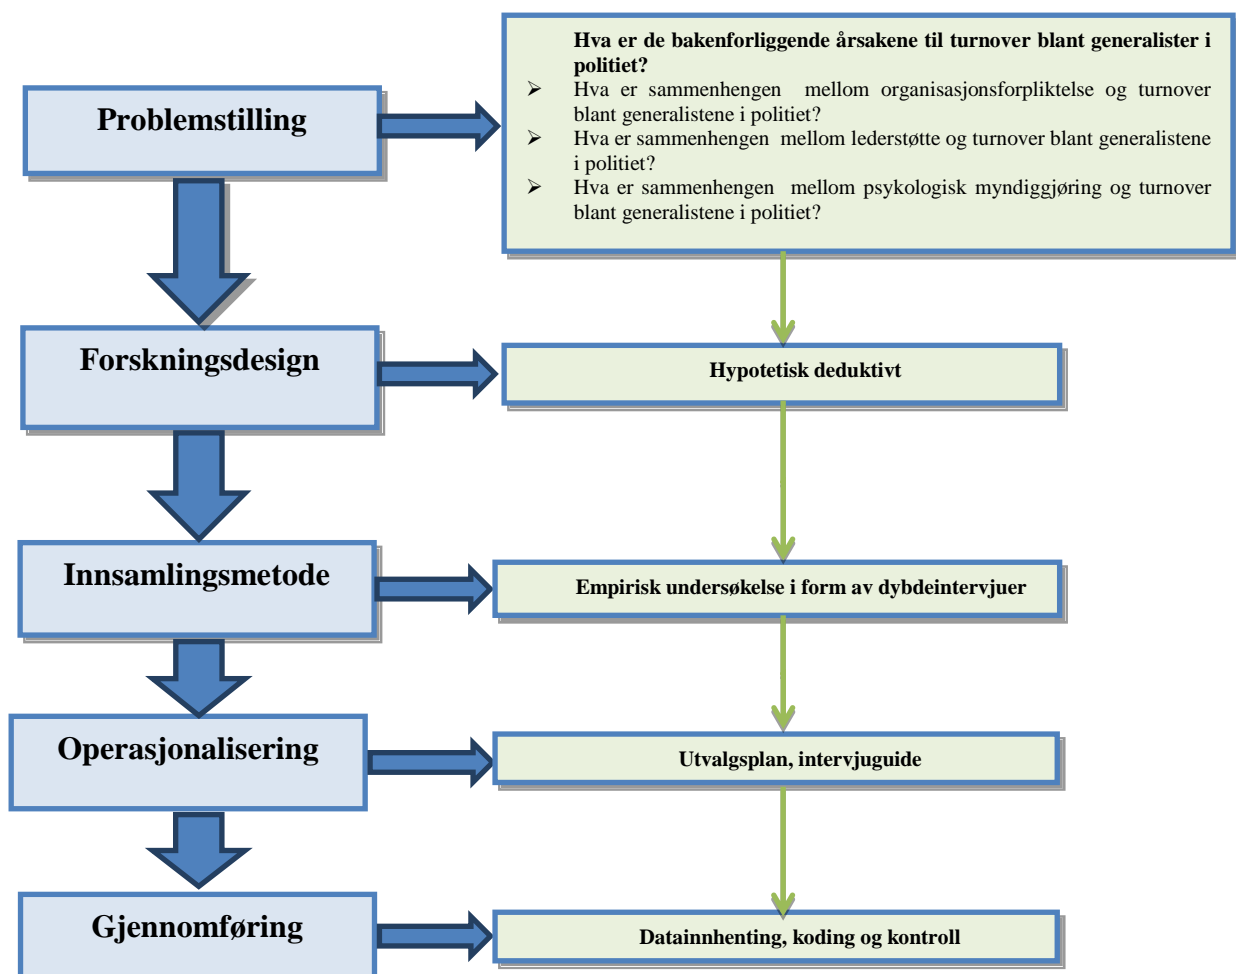 Problemstilling
Hva er de bakenforliggende årsakene til turnover blant generalister i
politiet?
➢ Hva er sammenhengen mellom organisasjonsforpliktelse og turnover
blant generalistene i politiet?
➢ Hva er sammenhengen mellom lederstøtte og turnover blant generalistene
i politiet?
➢ Hva er sammenhengen mellom psykologisk myndiggjøring og turnover
blant generalistene i politiet?
Forskningsdesign
Hypotetisk deduktivt
Innsamlingsmetode
Empirisk undersøkelse i form av dybdeintervjuer
Operasjonalisering
Utvalgsplan, intervjuguide
Gjennomføring
Datainnhenting, koding og kontroll